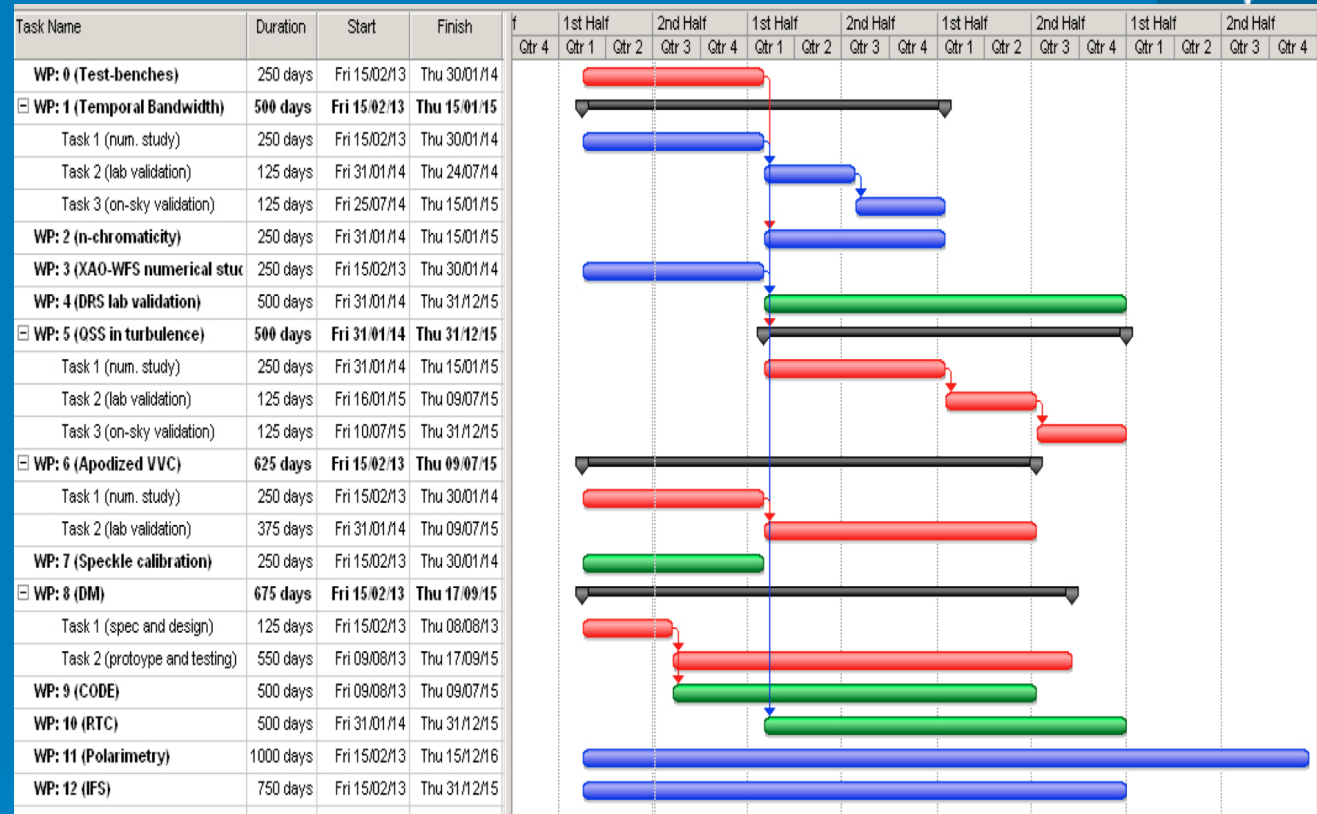 Task Name Duration Start Finish f 1st Half 2nd Half 1st Half 2nd Half 1st Half 2nd Half 1st Half 2nd Half
Qtr 4 Qtr 1 Qtr 2 Qtr 3 Qtr 4 Qtr 1 Qtr 2 Qtr 3 Qtr 4 Qtr 1 Qtr 2 Qtr 3 Qtr 4 Qtr 1 Qtr 2 Qtr 3 Qtr 4
WP: 0 (Test-benches) 250 days Fri 15/02/13 Thu 30/01/14
WP: 1 (Temporal Bandwidth) 500 days Fri 15/02/13 Thu 15/01/15
Task 1 (num. study) 250 days Fri 15/02/13 Thu 30/01/14
Task 2 (lab validation) 125 days Fri 31/01/14 Thu 24/07/14
Task 3 (on-sky validation) 125 days Fri 25/07/14 Thu 15/01/15
WP: 2 (n-chromaticity) 250 days Fri 31/01/14 Thu 15/01/15
WP: 3 (XAO-WFS numerical stuc 250 days Fri 15/02/13 Thu 30/01/14
WP: 4 (DRS lab validation) 500 days Fri 31/01/14 Thu 31/12/15
WP: 5 (QSS in turbulence) 500 days Fri 31/01/14 Thu 31/12/15
Task 1 (num. study) 250 days Fri 31/01/14 Thu 15/01/15
Task 2 (lab validation) 125 days Fri 16/01/15 Thu 09/07/15
Task 3 (on-sky validation) 125 days Fri 10/07/15 Thu 31/12/15
WP: 6 (Apodized VVC) 625 days Fri 15/02/13 Thu 09/07/15
Task 1 (num. study) 250 days Fri 15/02/13 Thu 30/01/14
Task 2 (lab validation) 375 days Fri 31/01/14 Thu 09/07/15
WP: 7 (Speckle calibration) 250 days Fri 15/02/13 Thu 30/01/14
WP: 8 (DM) 675 days Fri 15/02/13 Thu 17/09/15
Task 1 (spec and design) 125 days Fri 15/02/13 Thu 08/08/13
Task 2 (protoype and testing) 550 days Fri 09/08/13 Thu 17/09/15
WP: 9 (CODE) 500 days Fri 09/08/13 Thu 09/07/15
WP: 10 (RTC) 500 days Fri 31/01/14 Thu 31/12/15
WP: 11 (Polarimetry) 1000 days Fri 15/02/13 Thu 15/12/16
WP: 12 (IFS) 750 days Fri 15/02/13 Thu 31/12/15